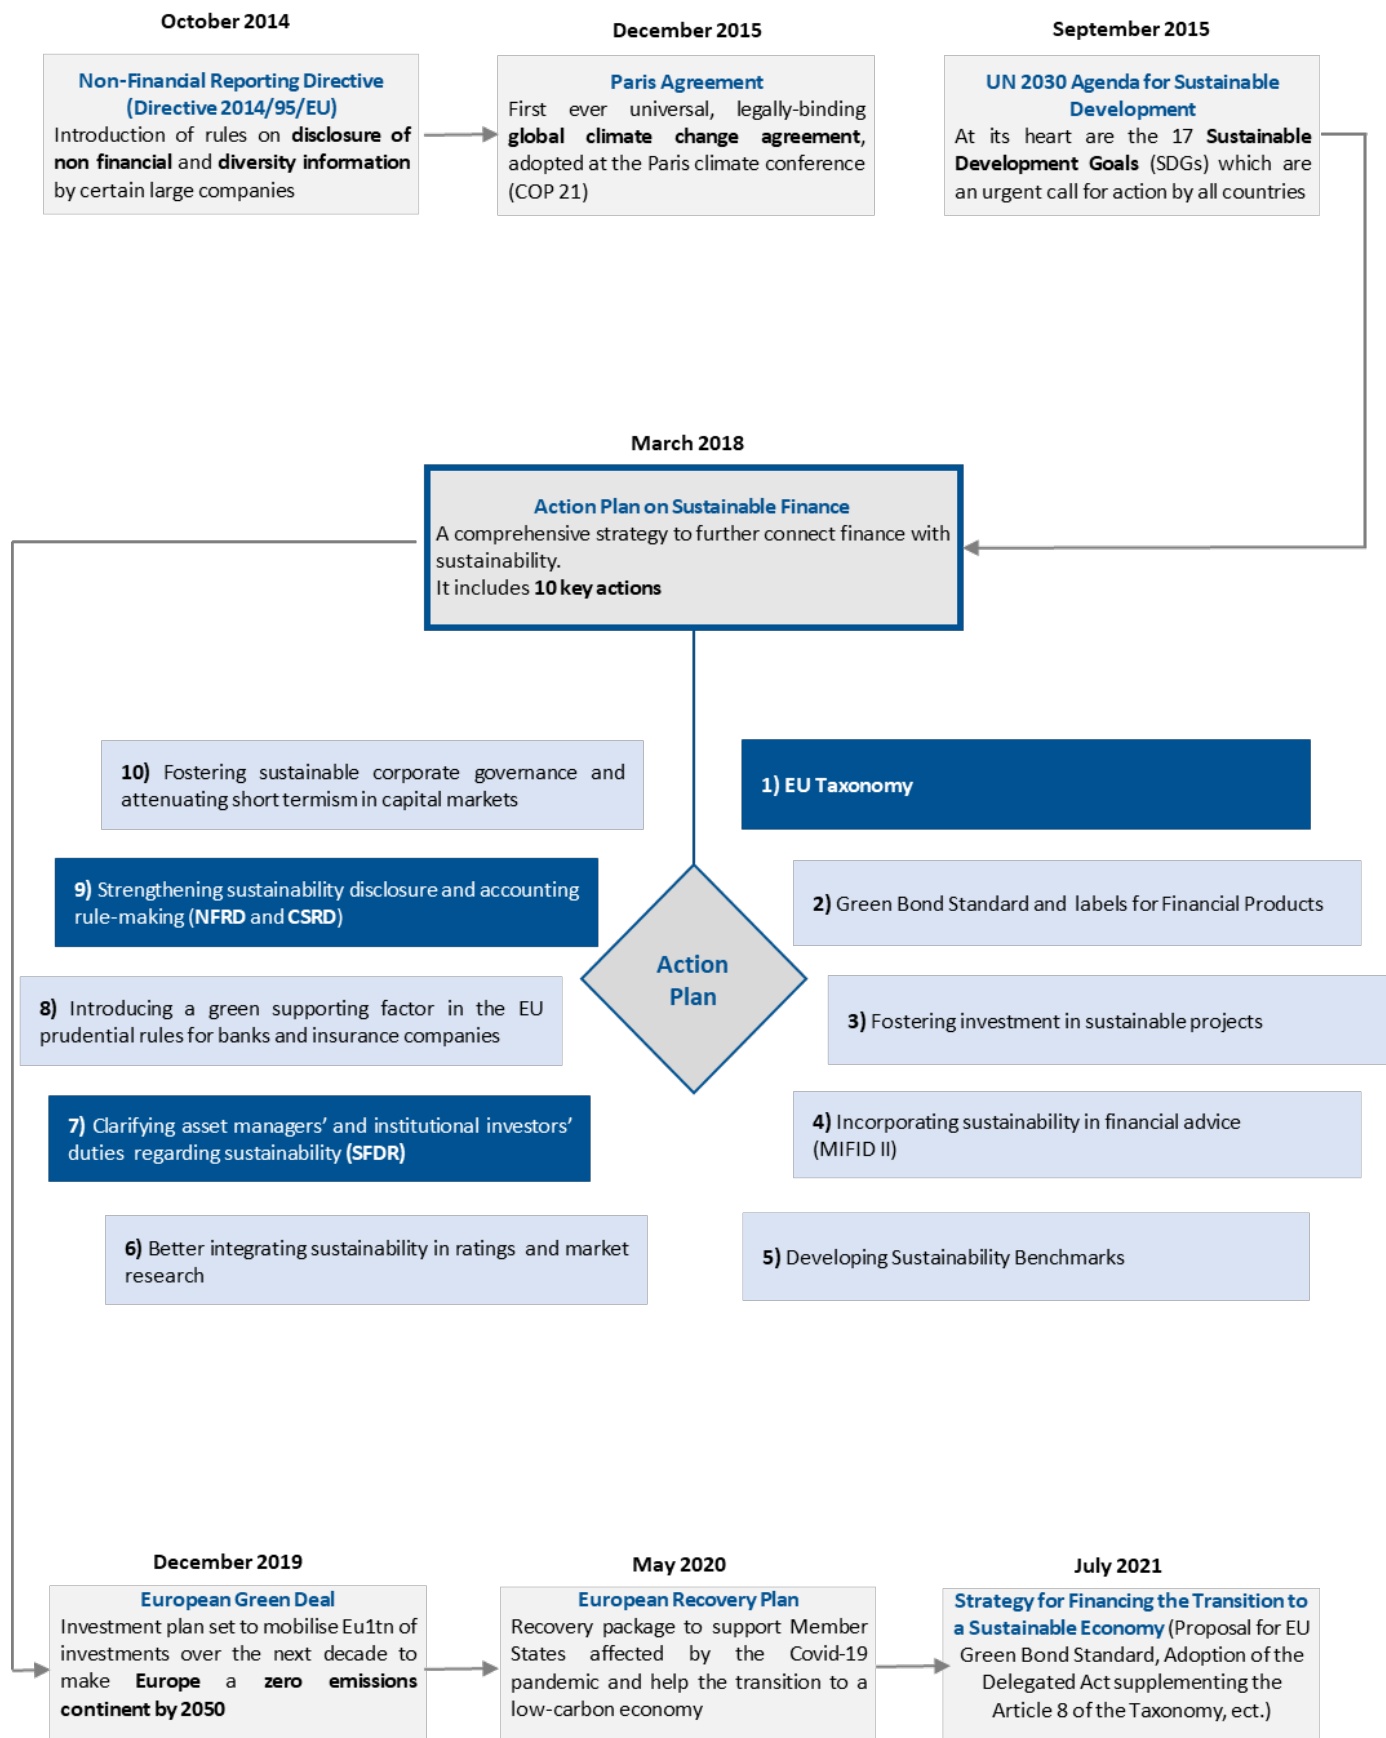 October 2014
Non-Financial Reporting Directive
(Directive 2014/95/EU)
Introduction of rules on disclosure of
non financial and diversity information
by certain large companies
December 2015
Paris Agreement
First ever universal, legally-binding
global climate change agreement,
adopted at the Paris climate conference
(COP 21)
September 2015
UN 2030 Agenda for Sustainable
Development
At its heart are the 17 Sustainable
Development Goals (SDGs) which are
an urgent call for action by all countries
March 2018
Action Plan on Sustainable Finance
A comprehensive strategy to further connect finance with
sustainability.
It includes 10 key actions
Action
Plan
1) EU Taxonomy
2) Green Bond Standard and labels for Financial Products
3) Fostering investment in sustainable projects
4) Incorporating sustainability in financial advice
(MIFID II)
5) Developing Sustainability Benchmarks
6) Better integrating sustainability in ratings and market
research
7) Clarifying asset managers’ and institutional investors’
duties regarding sustainability (SFDR)
8) Introducing a green supporting factor in the EU
prudential rules for banks and insurance companies
9) Strengthening sustainability disclosure and accounting
rule-making (NFRD and CSRD)
10) Fostering sustainable corporate governance and
attenuating short termism in capital markets
December 2019
European Green Deal
Investment plan set to mobilise Eu1tn of
investments over the next decade to
make Europe a zero emissions
continent by 2050
May 2020
European Recovery Plan
Recovery package to support Member
States affected by the Covid-19
pandemic and help the transition to a
low-carbon economy
July 2021
Strategy for Financing the Transition to
a Sustainable Economy (Proposal for EU
Green Bond Standard, Adoption of the
Delegated Act supplementing the
Article 8 of the Taxonomy, ect.)